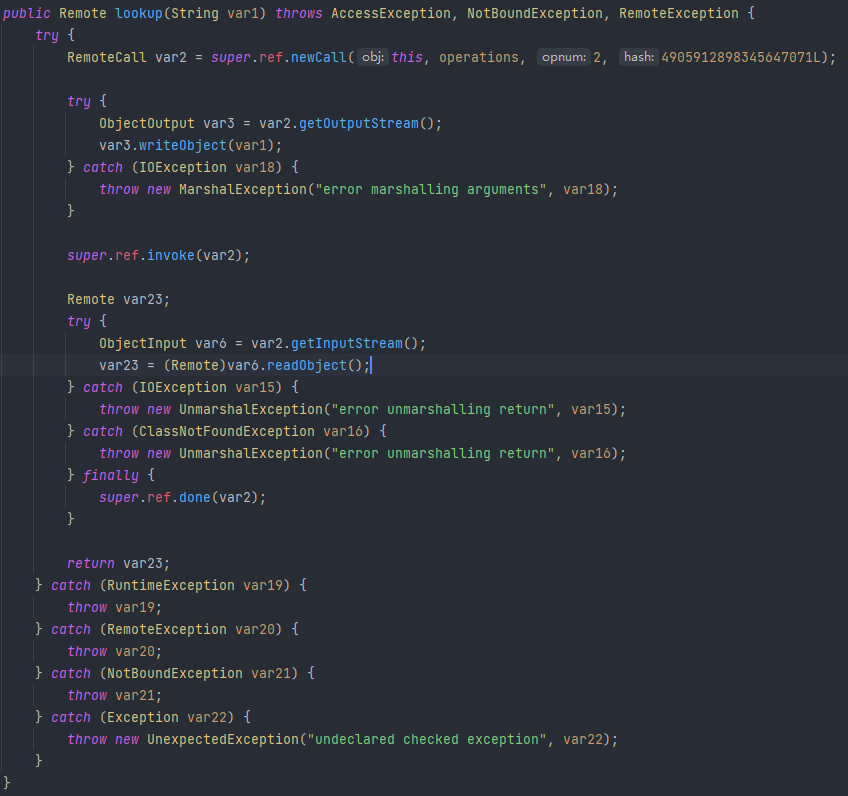 public Remote lookup(String var1) throws AccessException, NotBoundException, RemoteException {
    try {
        RemoteCall var2 = super.ref.newCall( obj: this, operations, opnum: 2, hash: 4905912898345647071L);

        try {
            ObjectOutput var3 = var2.getOutputStream();
            var3.writeObject(var1);
        } catch (IOException var18) {
            throw new MarshalException("error marshalling arguments", var18);
        }

        super.ref.invoke(var2);

        Remote var23;
        try {
            ObjectInput var6 = var2.getInputStream();
            var23 = (Remote)var6.readObject();
        } catch (IOException var15) {
            throw new UnmarshalException("error unmarshalling return", var15);
        } catch (ClassNotFoundException var16) {
            throw new UnmarshalException("error unmarshalling return", var16);
        } finally {
            super.ref.done(var2);
        }

        return var23;
    } catch (RuntimeException var19) {
        throw var19;
    } catch (RemoteException var20) {
        throw var20;
    } catch (NotBoundException var21) {
        throw var21;
    } catch (Exception var22) {
        throw new UnexpectedException("undeclared checked exception", var22);
    }
}